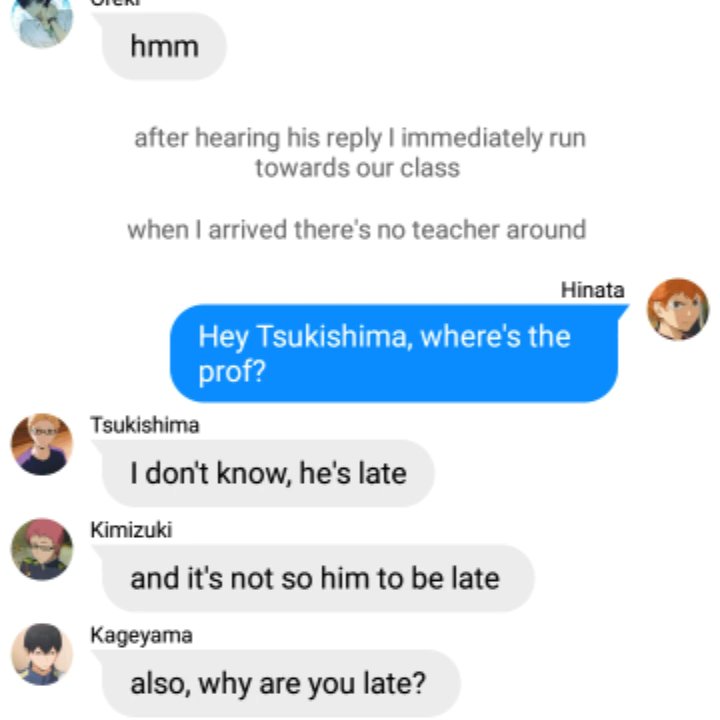 Oreki
hmm
after hearing his reply I immediately run
towards our class
when I arrived there's no teacher around
Hinata
Hey Tsukishima, where's the
prof?
Tsukishima
I don't know, he's late
Kimizuki
and it's not so him to be late
Kageyama
also, why are you late?